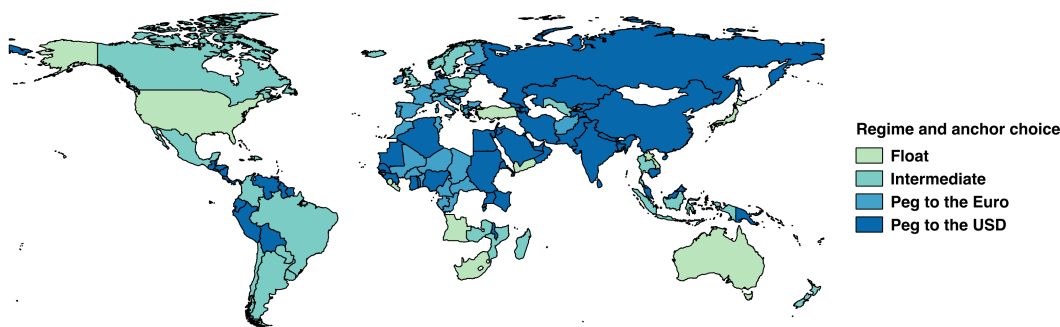 Regime and anchor choice
Float
Intermediate
Peg to the Euro
Peg to the USD